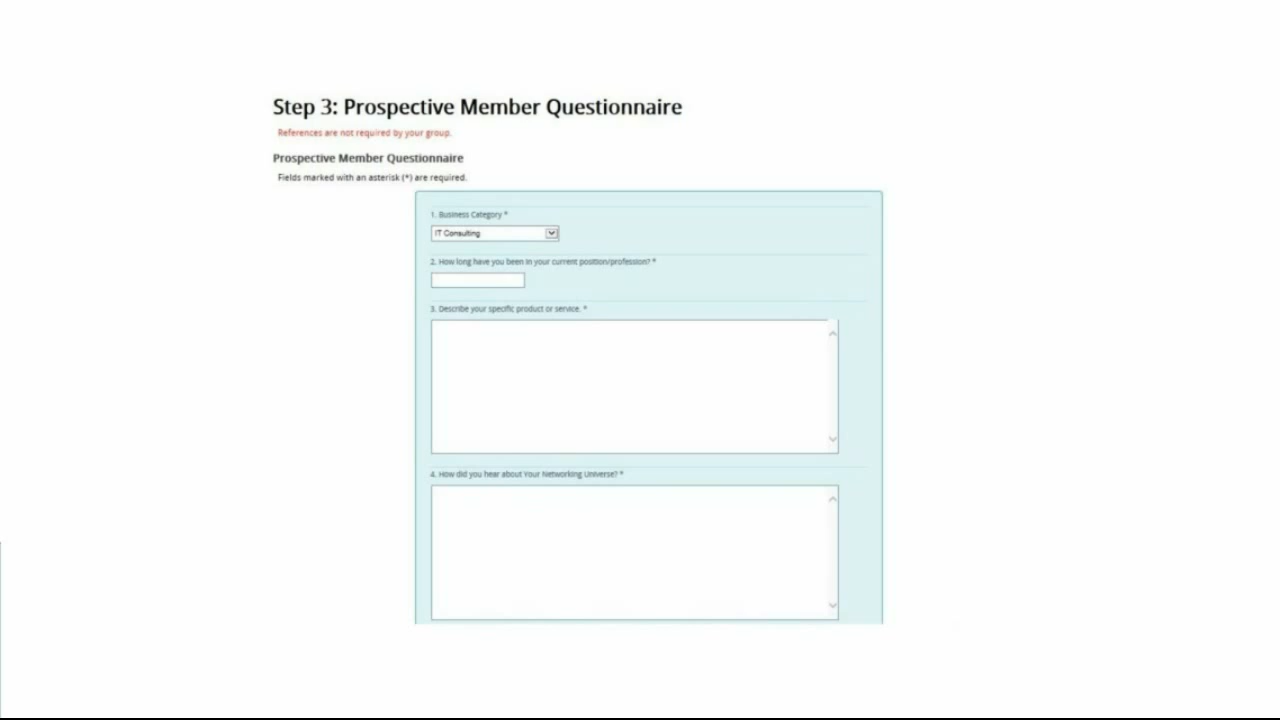 Step 3: Prospective Member Questionnaire
References are not required by your group.
Prospective Member Questionnaire
Fields marked with an asterisk (*) are required.
1. Business Category *
IT Consulting
2. How long have you been in your current position/profession? *
3. Describe your specific product or service. *
4. How did you hear about Your Networking Universe? *